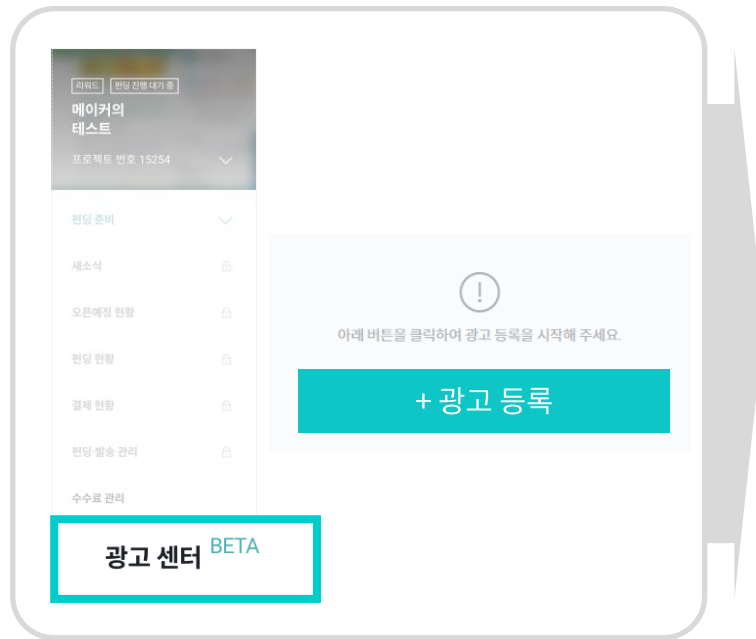 리워드 펀딩 진행 대기 중
메이커의
테스트
프로젝트 번호 15254
펀딩 준비
새소식
오픈예정 현황
펀딩 현황
결제 현황
펀딩·발송 관리
수수료 관리
광고 센터 BETA
아래 버튼을 클릭하여 광고 등록을 시작해 주세요.
+ 광고 등록